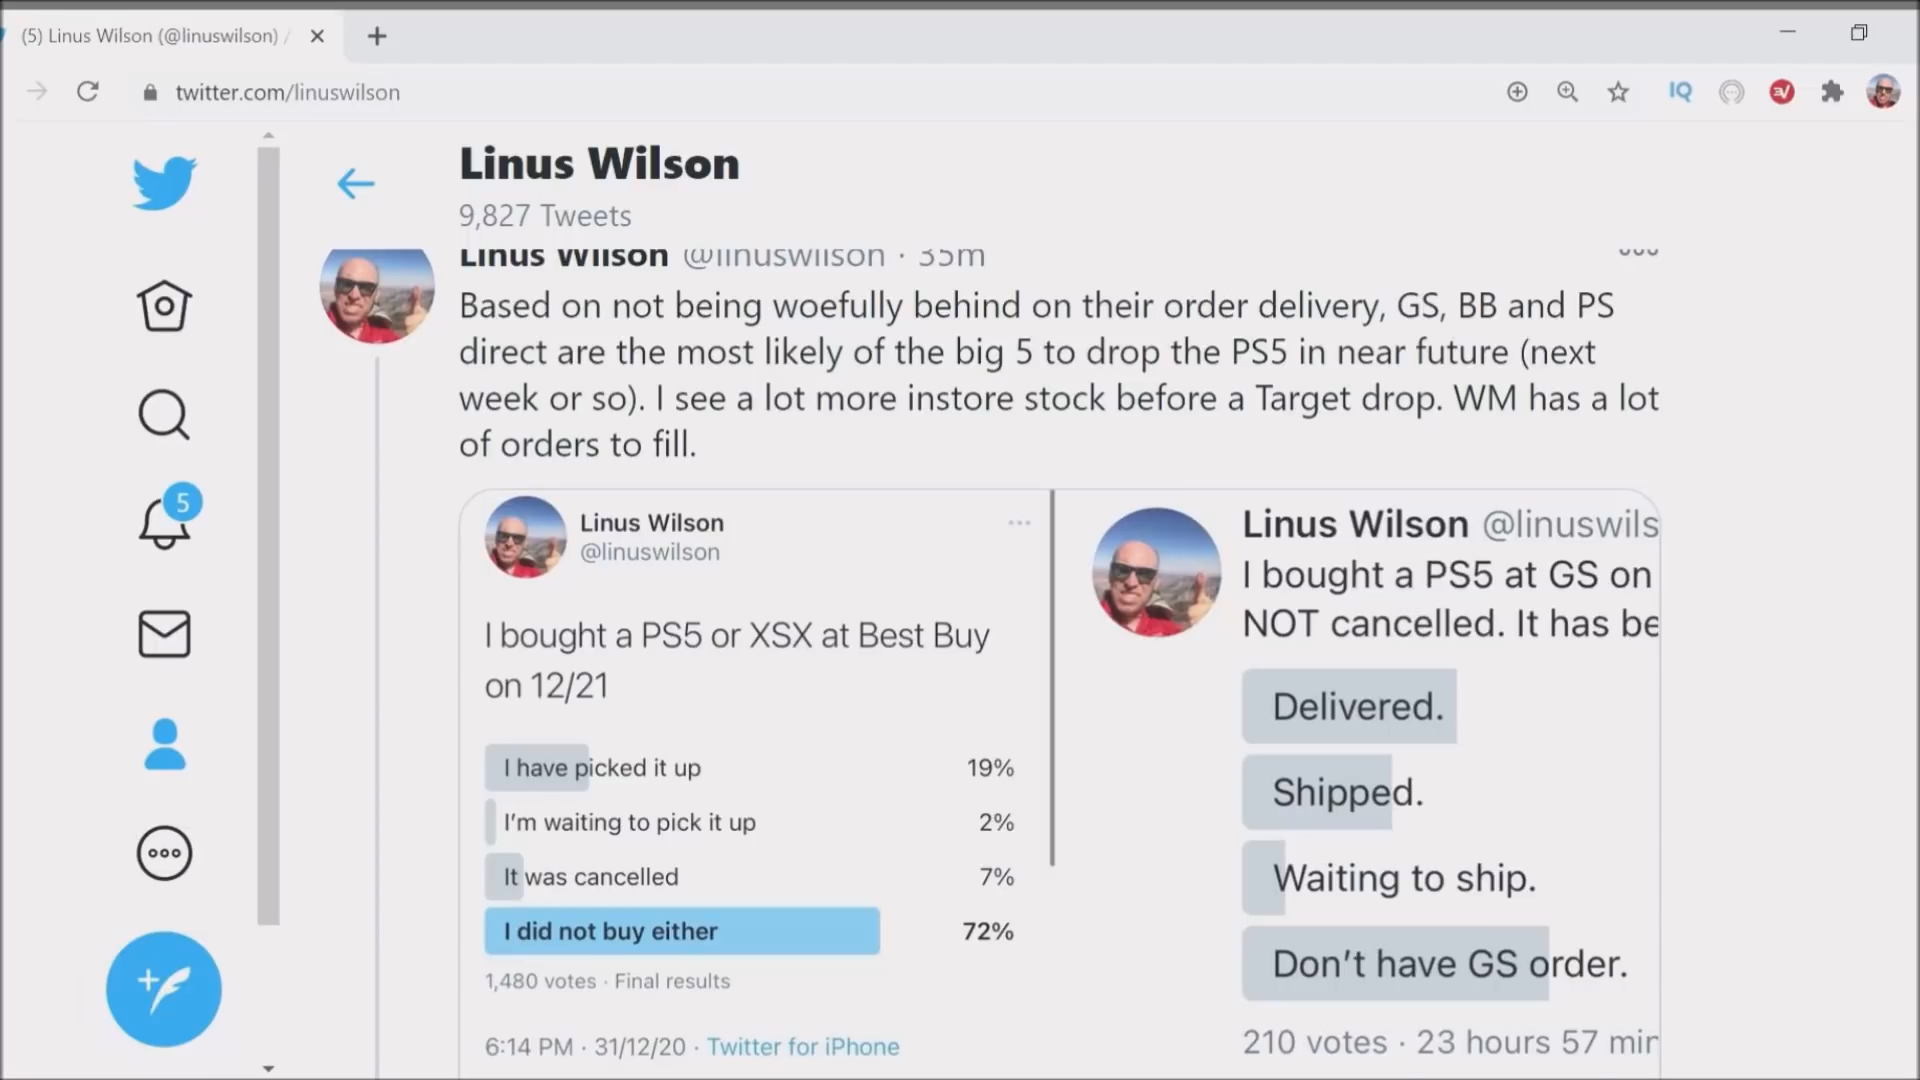 (5) Linus Wilson (@linuswilson) /
twitter.com/linuswilson
IQ
Linus Wilson
9,827 Tweets
Linus Wilson @linuswilson · 35m
Based on not being woefully behind on their order delivery, GS, BB and PS
direct are the most likely of the big 5 to drop the PS5 in near future (next
week or so). I see a lot more instore stock before a Target drop. WM has a lot
of orders to fill.
5
Linus Wilson
@linuswilson
I bought a PS5 or XSX at Best Buy
on 12/21
I have picked it up 19%
I'm waiting to pick it up 2%
It was cancelled 7%
I did not buy either 72%
1,480 votes · Final results
6:14 PM · 31/12/20 · Twitter for iPhone
Linus Wilson @linuswils
I bought a PS5 at GS on
NOT cancelled. It has be
Delivered.
Shipped.
Waiting to ship.
Don't have GS order.
210 votes · 23 hours 57 min